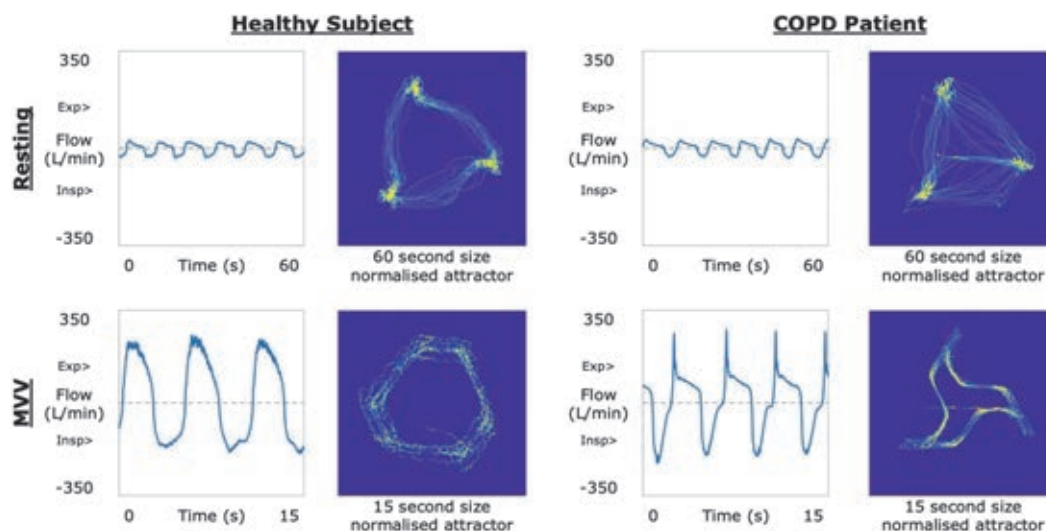 Healthy Subject
COPD Patient
Resting
350
Exp>
Flow
(L/min)
Insp>
-350
0 Time (s) 60
60 second size
normalised attractor
350
Exp>
Flow
(L/min)
Insp>
-350
0 Time (s) 60
60 second size
normalised attractor
MVV
350
Exp>
Flow
(L/min)
Insp>
-350
0 Time (s) 15
15 second size
normalised attractor
350
Exp>
Flow
(L/min)
Insp>
-350
0 Time (s) 15
15 second size
normalised attractor